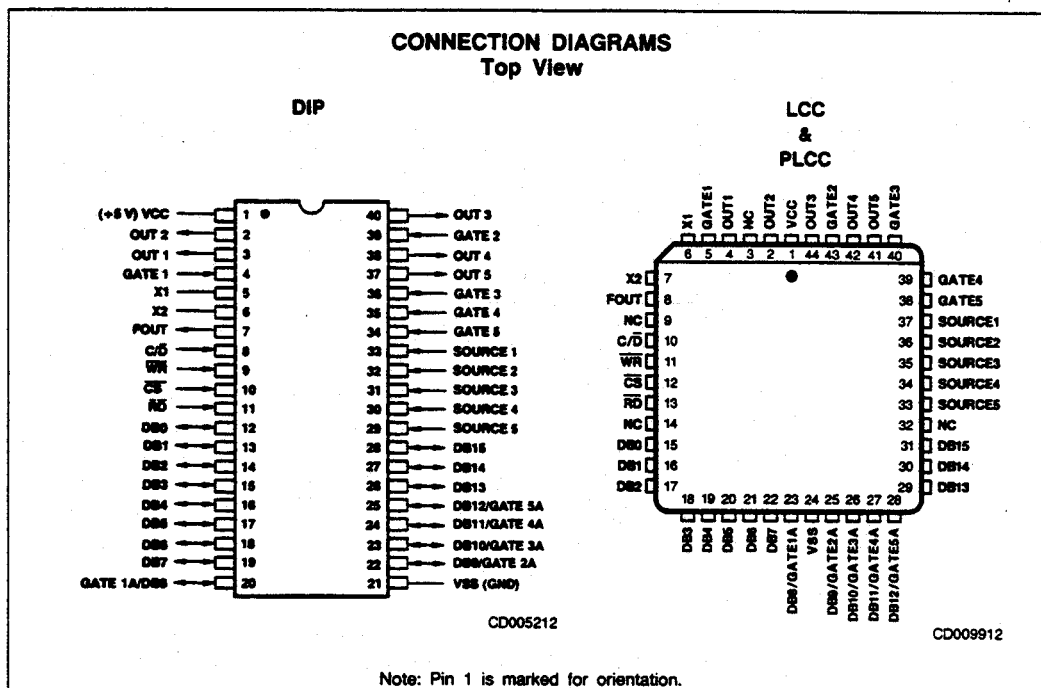 CONNECTION DIAGRAMS
Top View
DIP
(+5 V) VCC 1
OUT 2 2
OUT 1 3
GATE 1 4
X1 5
X2 6
FOUT 7
C/D̅ 8
W̅R̅ 9
C̅S̅ 10
R̅D̅ 11
DB0 12
DB1 13
DB2 14
DB3 15
DB4 16
DB5 17
DB6 18
DB7 19
GATE 1A/DB8 20
40 OUT 3
39 GATE 2
38 OUT 4
37 OUT 5
36 GATE 3
35 GATE 4
34 GATE 5
33 SOURCE 1
32 SOURCE 2
31 SOURCE 3
30 SOURCE 4
29 SOURCE 5
28 DB15
27 DB14
26 DB13
25 DB12/GATE 5A
24 DB11/GATE 4A
23 DB10/GATE 3A
22 DB9/GATE 2A
21 VSS (GND)
CD005212
LCC
&
PLCC
X1 GATE1 OUT1 NC OUT2 VCC OUT3 GATE2 OUT4 OUT5 GATE3
6 5 4 3 2 1 44 43 42 41 40
X2 7
FOUT 8
NC 9
C/D̅ 10
W̅R̅ 11
C̅S̅ 12
R̅D̅ 13
NC 14
DB0 15
DB1 16
DB2 17
39 GATE4
38 GATE5
37 SOURCE1
36 SOURCE2
35 SOURCE3
34 SOURCE4
33 SOURCE5
32 NC
31 DB15
30 DB14
29 DB13
18 19 20 21 22 23 24 25 26 27 28
DB3 DB4 DB5 DB6 DB7 DB8/GATE1A VSS DB9/GATE2A DB10/GATE3A DB11/GATE4A DB12/GATE5A
CD009912
Note: Pin 1 is marked for orientation.